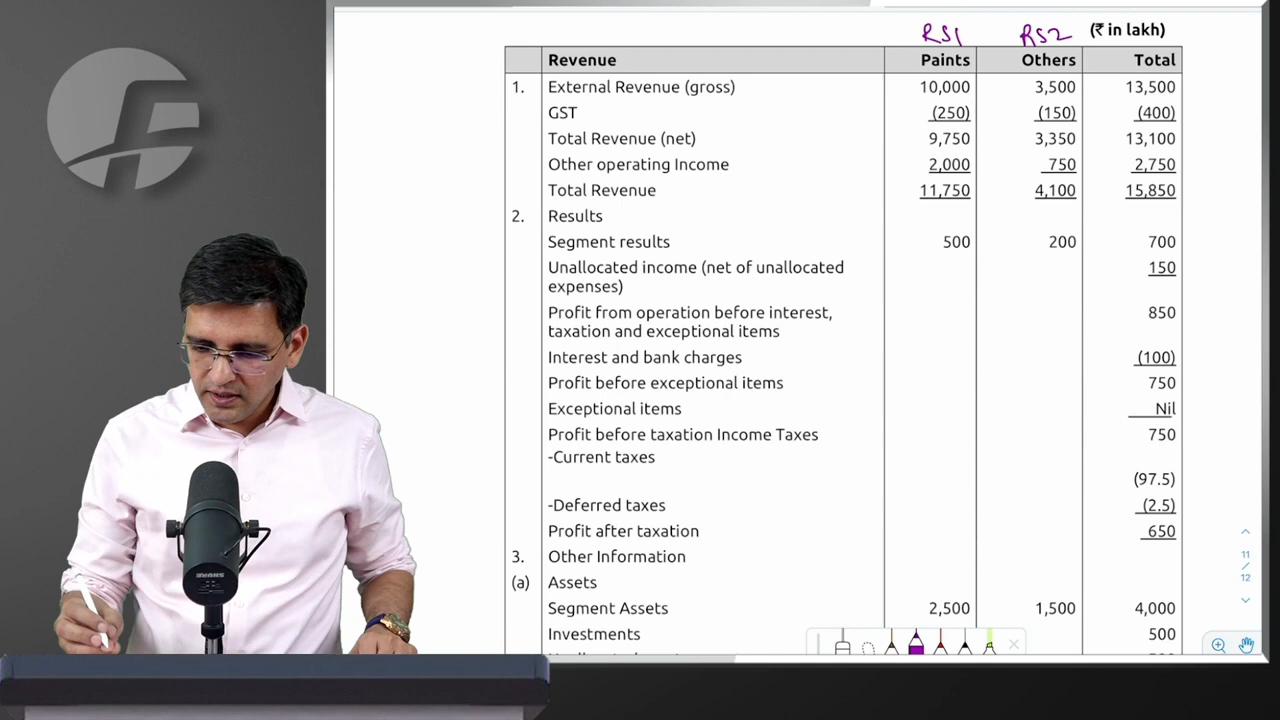 RS1 RS2 (₹ in lakh)
Revenue Paints Others Total
1. External Revenue (gross) 10,000 3,500 13,500
GST (250) (150) (400)
Total Revenue (net) 9,750 3,350 13,100
Other operating Income 2,000 750 2,750
Total Revenue 11,750 4,100 15,850
2. Results
Segment results 500 200 700
Unallocated income (net of unallocated 150
expenses)
Profit from operation before interest, 850
taxation and exceptional items
Interest and bank charges (100)
Profit before exceptional items 750
Exceptional items Nil
Profit before taxation Income Taxes 750
-Current taxes
(97.5)
-Deferred taxes (2.5)
Profit after taxation 650
3. Other Information
(a) Assets
Segment Assets 2,500 1,500 4,000
Investments 500
11
/
12
SHURE